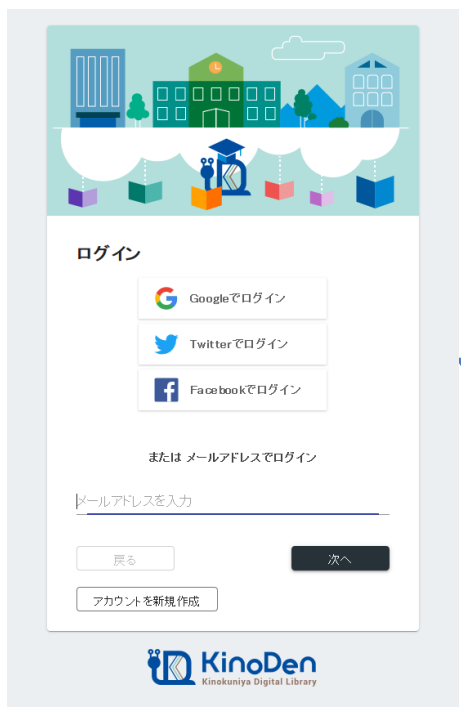 ログイン
Googleでログイン
Twitterでログイン
Facebookでログイン
または メールアドレスでログイン
メールアドレスを入力
戻る
次へ
アカウントを新規作成
KinoDen
Kinokuniya Digital Library